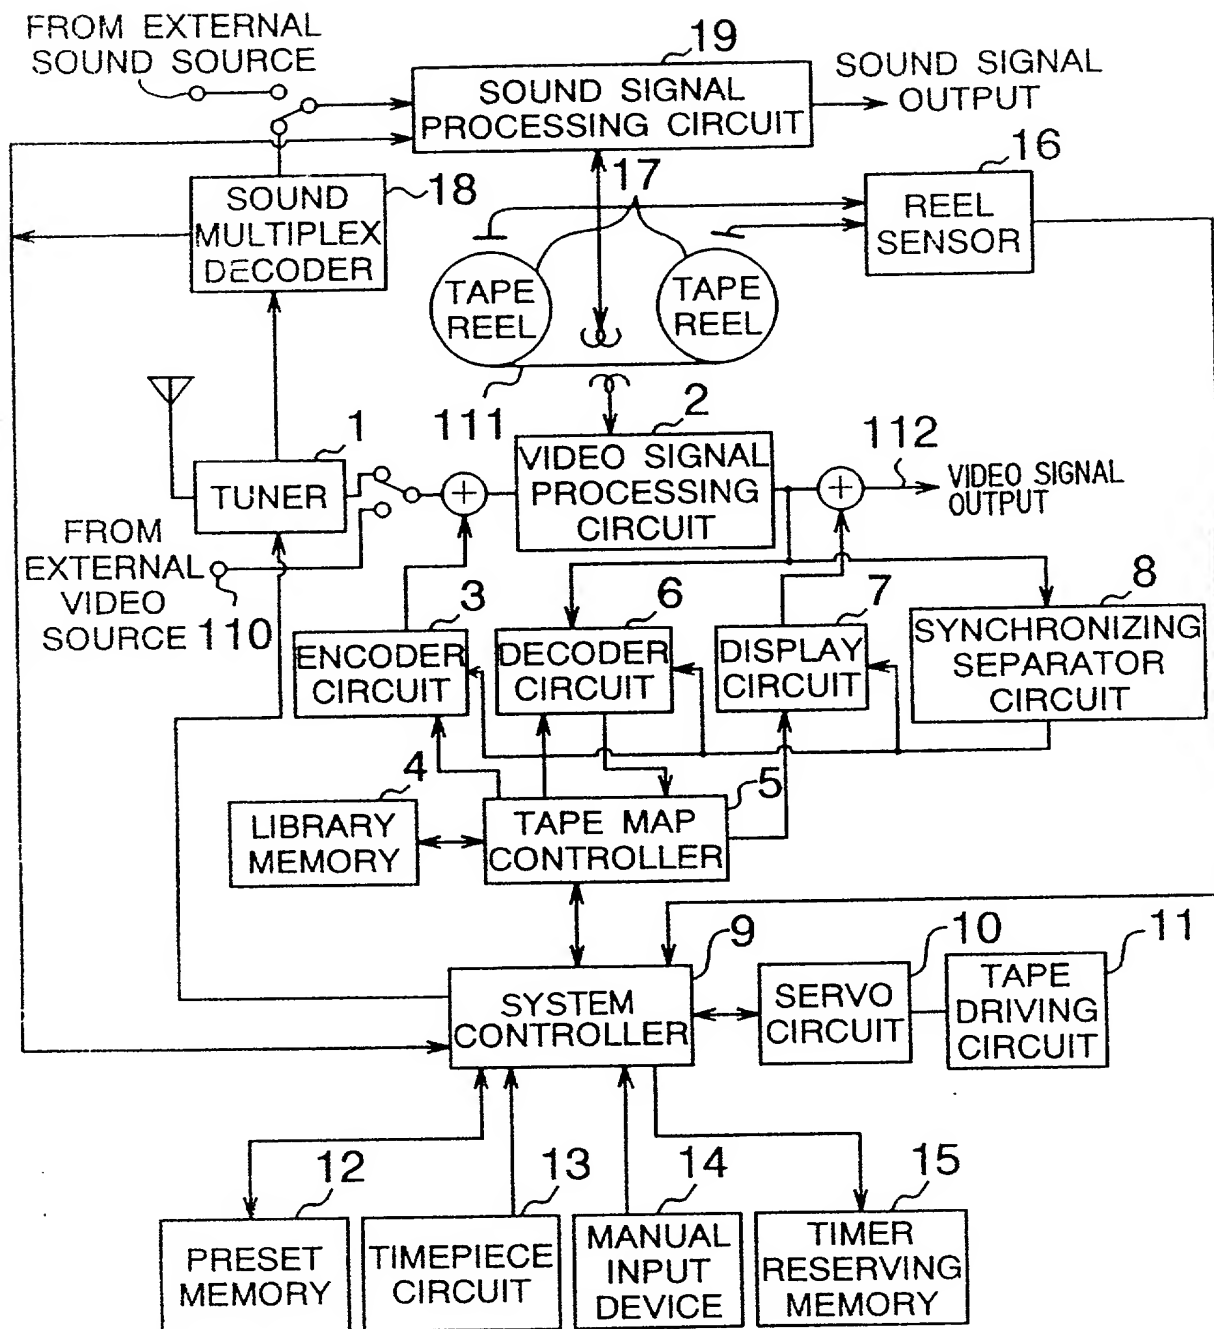 FROM EXTERNAL
SOUND SOURCE
19
SOUND SIGNAL
PROCESSING CIRCUIT
SOUND SIGNAL
OUTPUT
16
REEL
SENSOR
17
18
SOUND
MULTIPLEX
DECODER
TAPE
REEL
TAPE
REEL
111
1
TUNER
2
VIDEO SIGNAL
PROCESSING
CIRCUIT
112
VIDEO SIGNAL
OUTPUT
FROM
EXTERNAL
VIDEO
SOURCE 110
3
ENCODER
CIRCUIT
6
DECODER
CIRCUIT
7
DISPLAY
CIRCUIT
8
SYNCHRONIZING
SEPARATOR
CIRCUIT
4
LIBRARY
MEMORY
5
TAPE MAP
CONTROLLER
9
SYSTEM
CONTROLLER
10
SERVO
CIRCUIT
11
TAPE
DRIVING
CIRCUIT
12
PRESET
MEMORY
13
TIMEPIECE
CIRCUIT
14
MANUAL
INPUT
DEVICE
15
TIMER
RESERVING
MEMORY